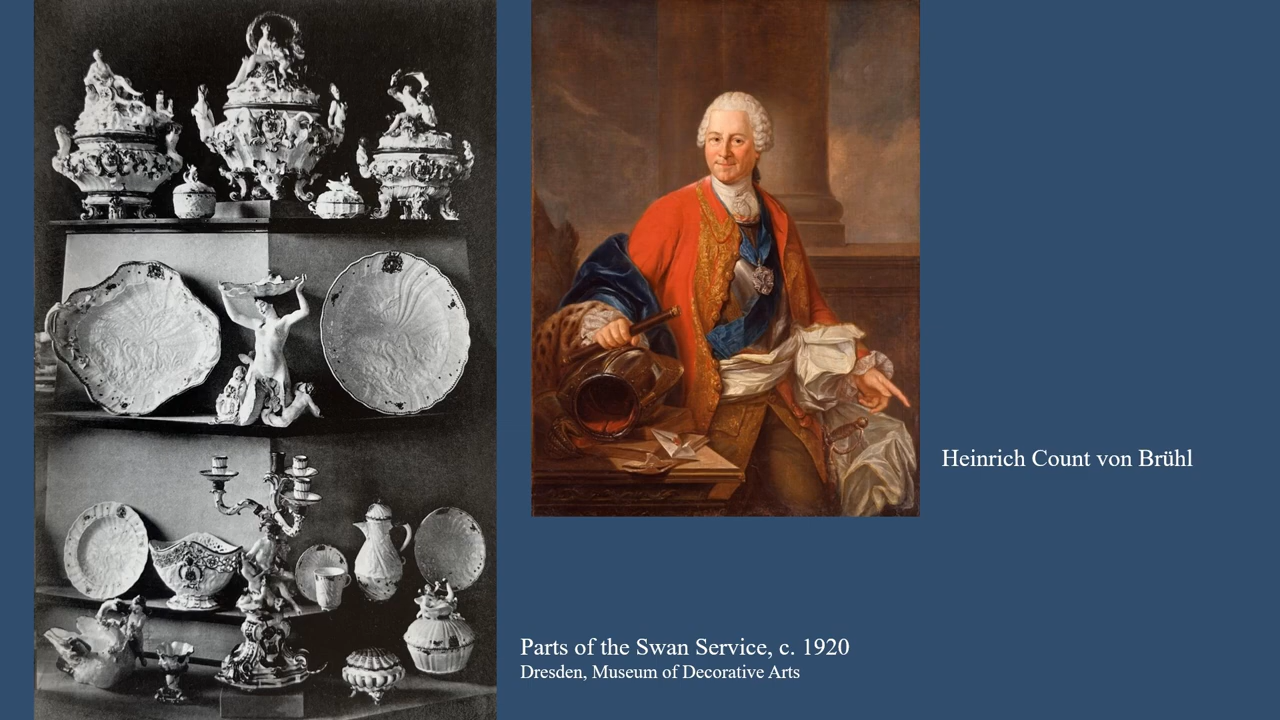 Heinrich Count von Brühl
Parts of the Swan Service, c. 1920
Dresden, Museum of Decorative Arts